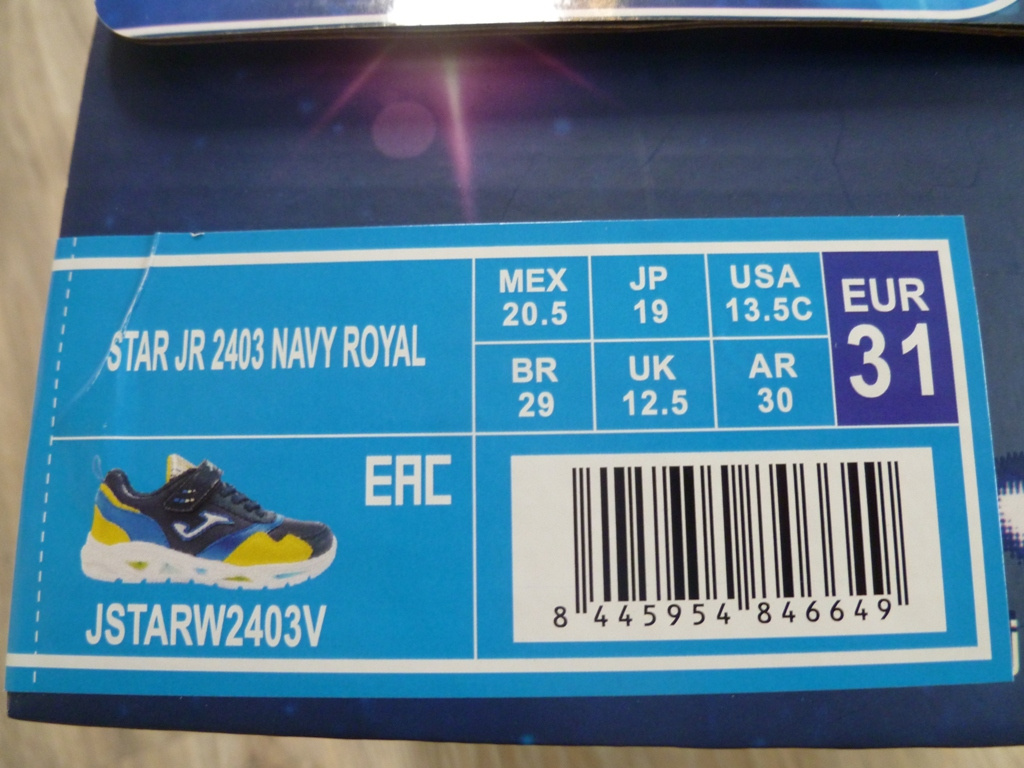 STAR JR 2403 NAVY ROYAL
MEX
20.5
JP
19
USA
13.5C
BR
29
UK
12.5
AR
30
EUR
31
EAC
JSTARW2403V
8 445954 846649